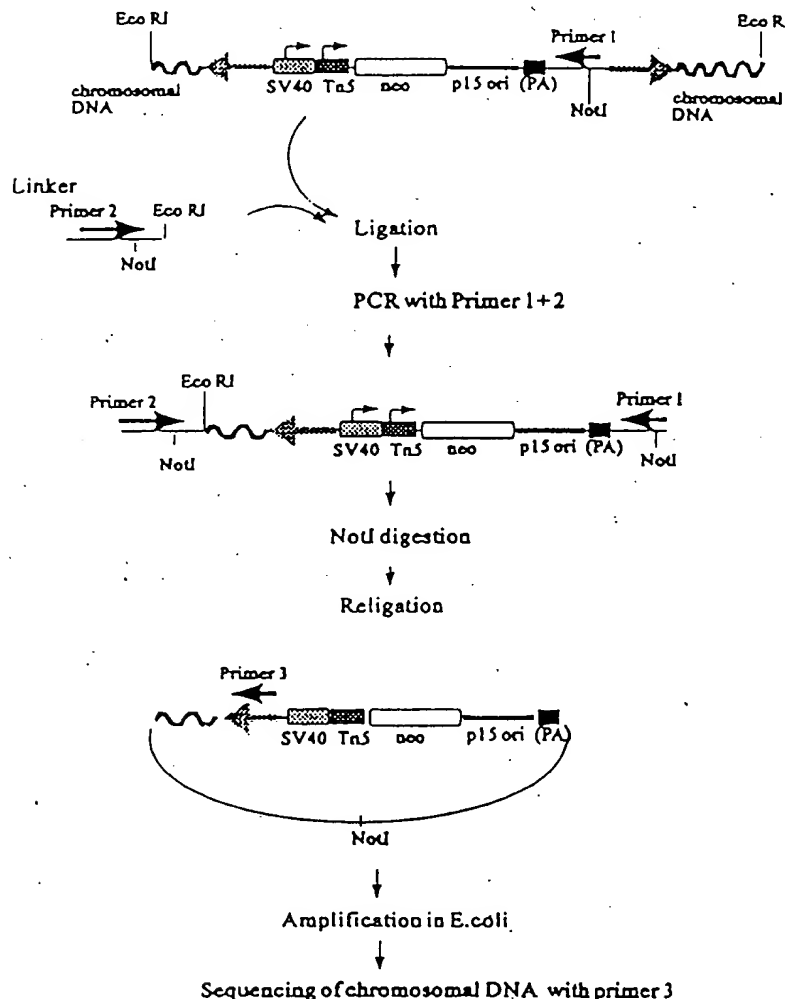 Eco RI
Eco R
Primer 1
SV40 Tn5 neo p15 ori (PA)
NotI
chromosomal
DNA
chromosomal
DNA
Linker
Primer 2
Eco RI
NotI
Ligation
PCR with Primer 1+2
Primer 2
Eco RI
Primer 1
NotI
SV40 Tn5 neo p15 ori (PA)
NotI
NotI digestion
Religation
Primer 3
SV40 Tn5 neo p15 ori (PA)
NotI
Amplification in E.coli
Sequencing of chromosomal DNA with primer 3